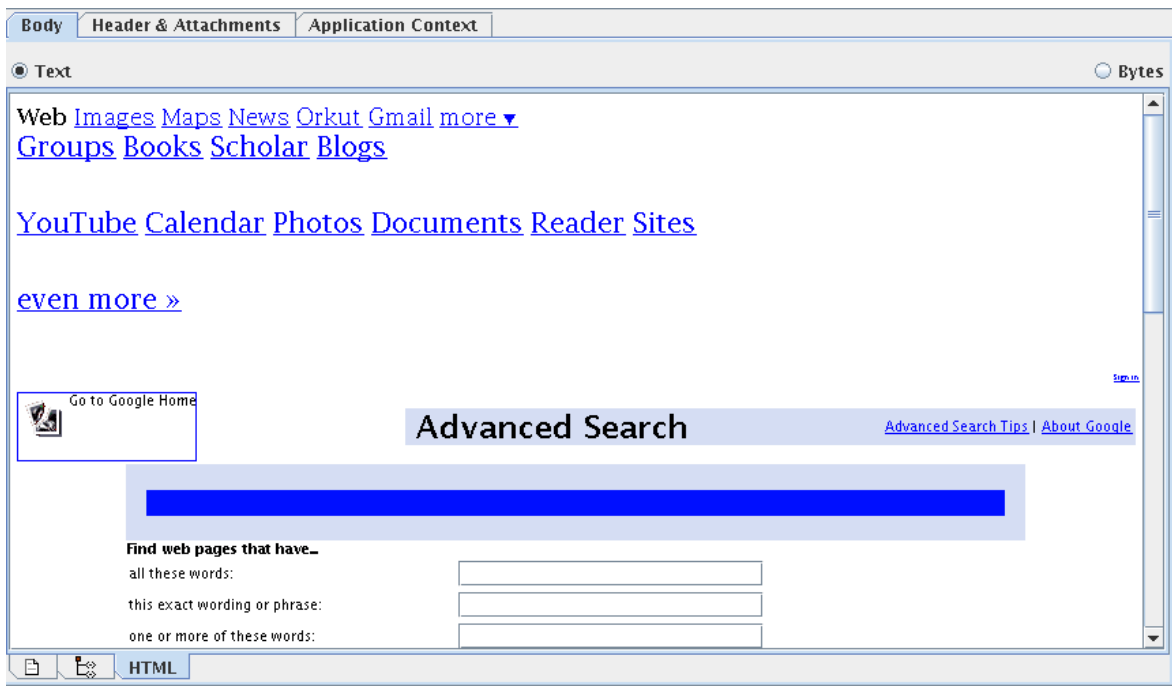 Body Header & Attachments Application Context
Text Bytes
Web Images Maps News Orkut Gmail more ▼
Groups Books Scholar Blogs
YouTube Calendar Photos Documents Reader Sites
even more »
Sign in
Go to Google Home
Advanced Search Advanced Search Tips | About Google
Find web pages that have...
all these words:
this exact wording or phrase:
one or more of these words:
HTML